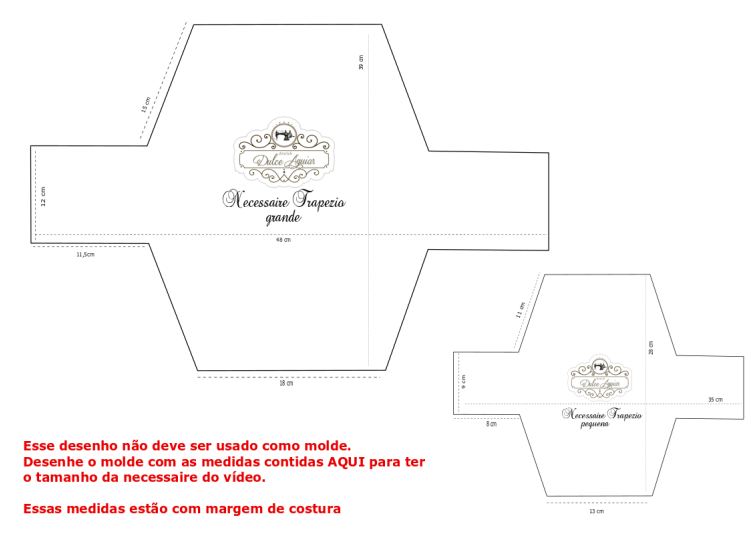 39 cm
15 cm
ATELIER
Dulce Aguiar
Necessaire Trapezio
grande
12 cm
48 cm
11,5cm
18 cm
11 cm
28 cm
9 cm
Dulce Aguiar
35 cm
Necessaire Trapezio
pequena
8 cm
13 cm
Esse desenho não deve ser usado como molde.
Desenhe o molde com as medidas contidas AQUI para ter
o tamanho da necessaire do vídeo.
Essas medidas estão com margem de costura